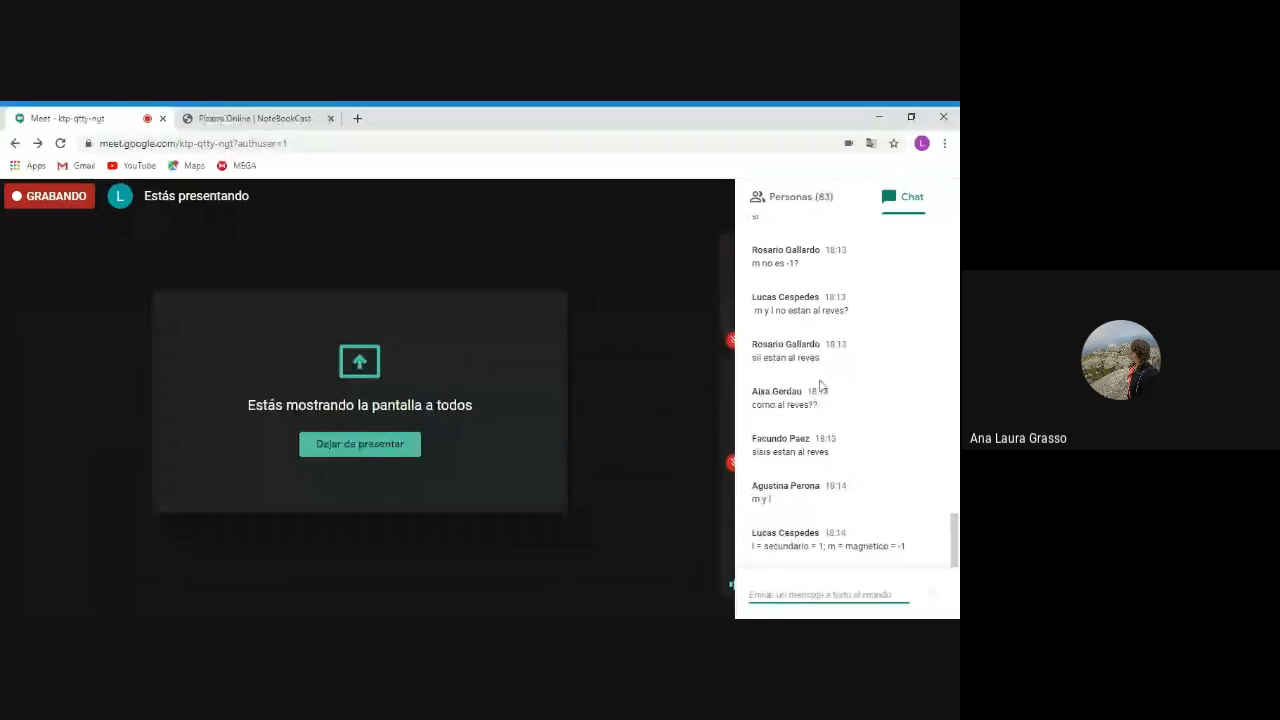 Meet - ktp-qtty-ngt
Pizarra Online | NoteBookCast
meet.google.com/ktp-qtty-ngt?authuser=1
Apps Gmail YouTube Maps MEGA
GRABANDO
L
Estás presentando
Estás mostrando la pantalla a todos
Dejar de presentar
Personas (83)
Chat
si
Rosario Gallardo 18:13
m no es -1?
Lucas Cespedes 18:13
m y l no estan al reves?
Rosario Gallardo 18:13
sii estan al reves
Aixa Gerdau
como al reves??
Facundo Paez 18:13
sisis estan al reves
Agustina Perona 18:14
m y l
Lucas Cespedes 18:14
l = secundario = 1; m = magnetico = -1
Enviar un mensaje a todo el mundo
Ana Laura Grasso